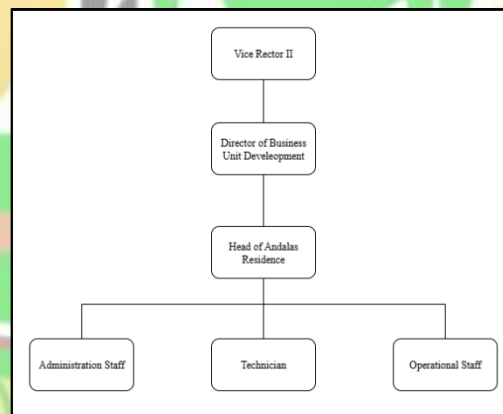 Vice Rector II
Director of Business
Unit Develeopment
Head of Andalas
Residence
Administration Staff
Technician
Operational Staff